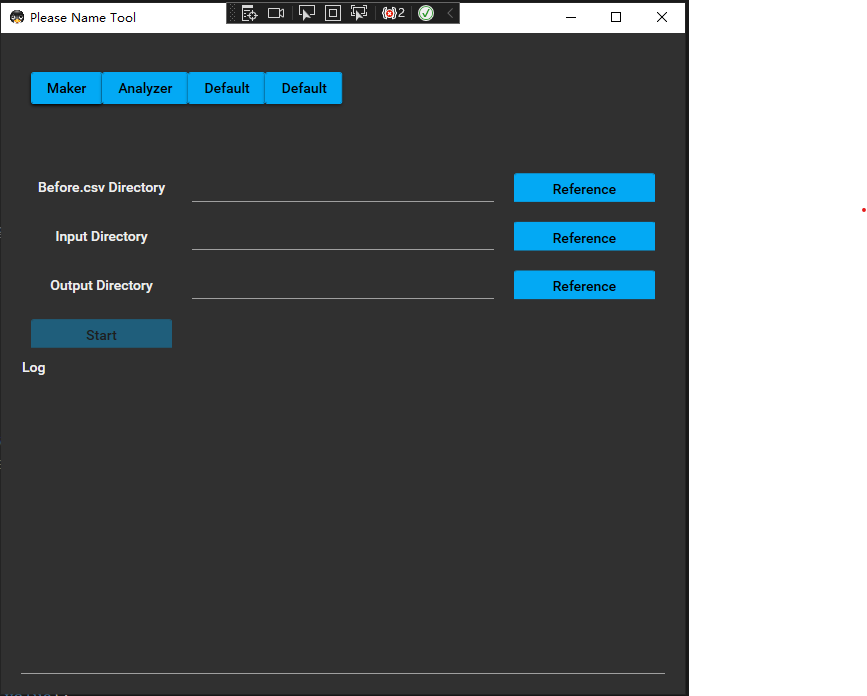 Please Name Tool
2
Maker Analyzer Default Default
Before.csv Directory Reference
Input Directory Reference
Output Directory Reference
Start
Log